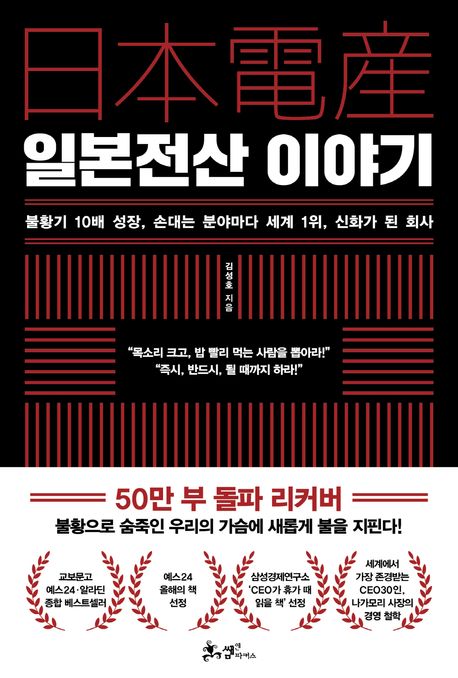 日本電産
일본전산 이야기
불황기 10배 성장, 손대는 분야마다 세계 1위, 신화가 된 회사
김성호 지음
“목소리 크고, 밥 빨리 먹는 사람을 뽑아라!”
“즉시, 반드시, 될 때까지 하라!”
50만 부 돌파 리커버
불황으로 숨죽인 우리의 가슴에 새롭게 불을 지핀다!
교보문고
예스24·알라딘
종합 베스트셀러
예스24
올해의 책
선정
삼성경제연구소
‘CEO가 휴가 때
읽을 책’ 선정
세계에서
가장 존경받는
CEO30인,
나가모리 사장의
경영 철학
쌤앤파커스